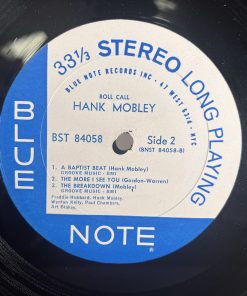 33⅓ STEREO LONG PLAYING
BLUE NOTE RECORDS INC • 47 WEST 63rd • NYC
ROLL CALL
HANK MOBLEY
BST 84058
Side 2
(BNST 84058-B)
1. A BAPTIST BEAT (Hank Mobley)
GROOVE MUSIC - BMI
2. THE MORE I SEE YOU (Gordon-Warren)
3. THE BREAKDOWN (Mobley)
GROOVE MUSIC - BMI
Freddie Hubbard, Hank Mobley,
Wynton Kelly, Paul Chambers,
Art Blakey.
BLUE
NOTE